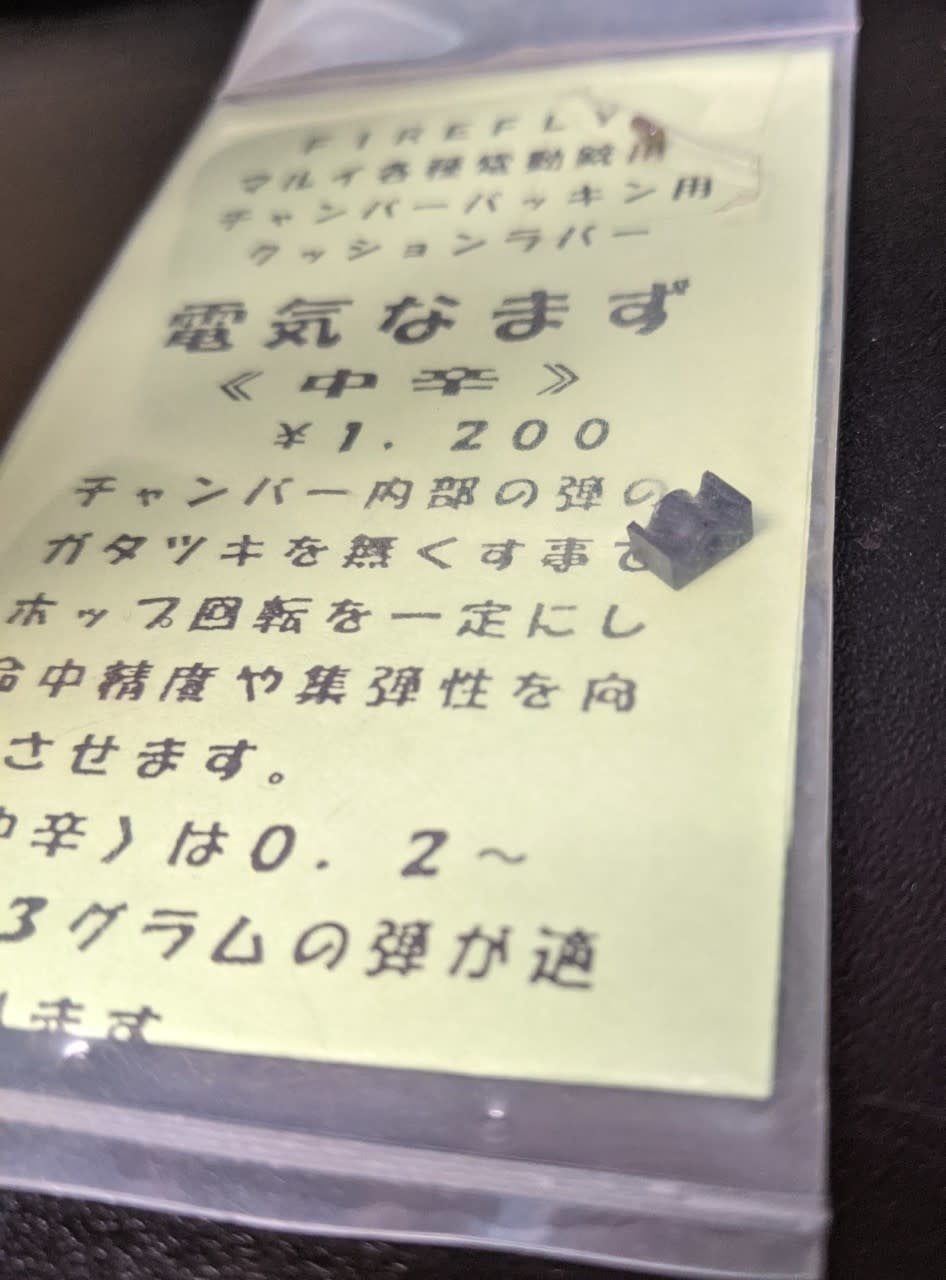 FIREFLY
マルイ各種電動銃用
チャンバーパッキン用
クッションラバー
電気なまず
《中辛》
¥1.200
チャンバー内部の弾の
ガタツキを無くす事で
ホップ回転を一定にし
命中精度や集弾性を向
させます。
中辛》は0.2~
3グラムの弾が適
します